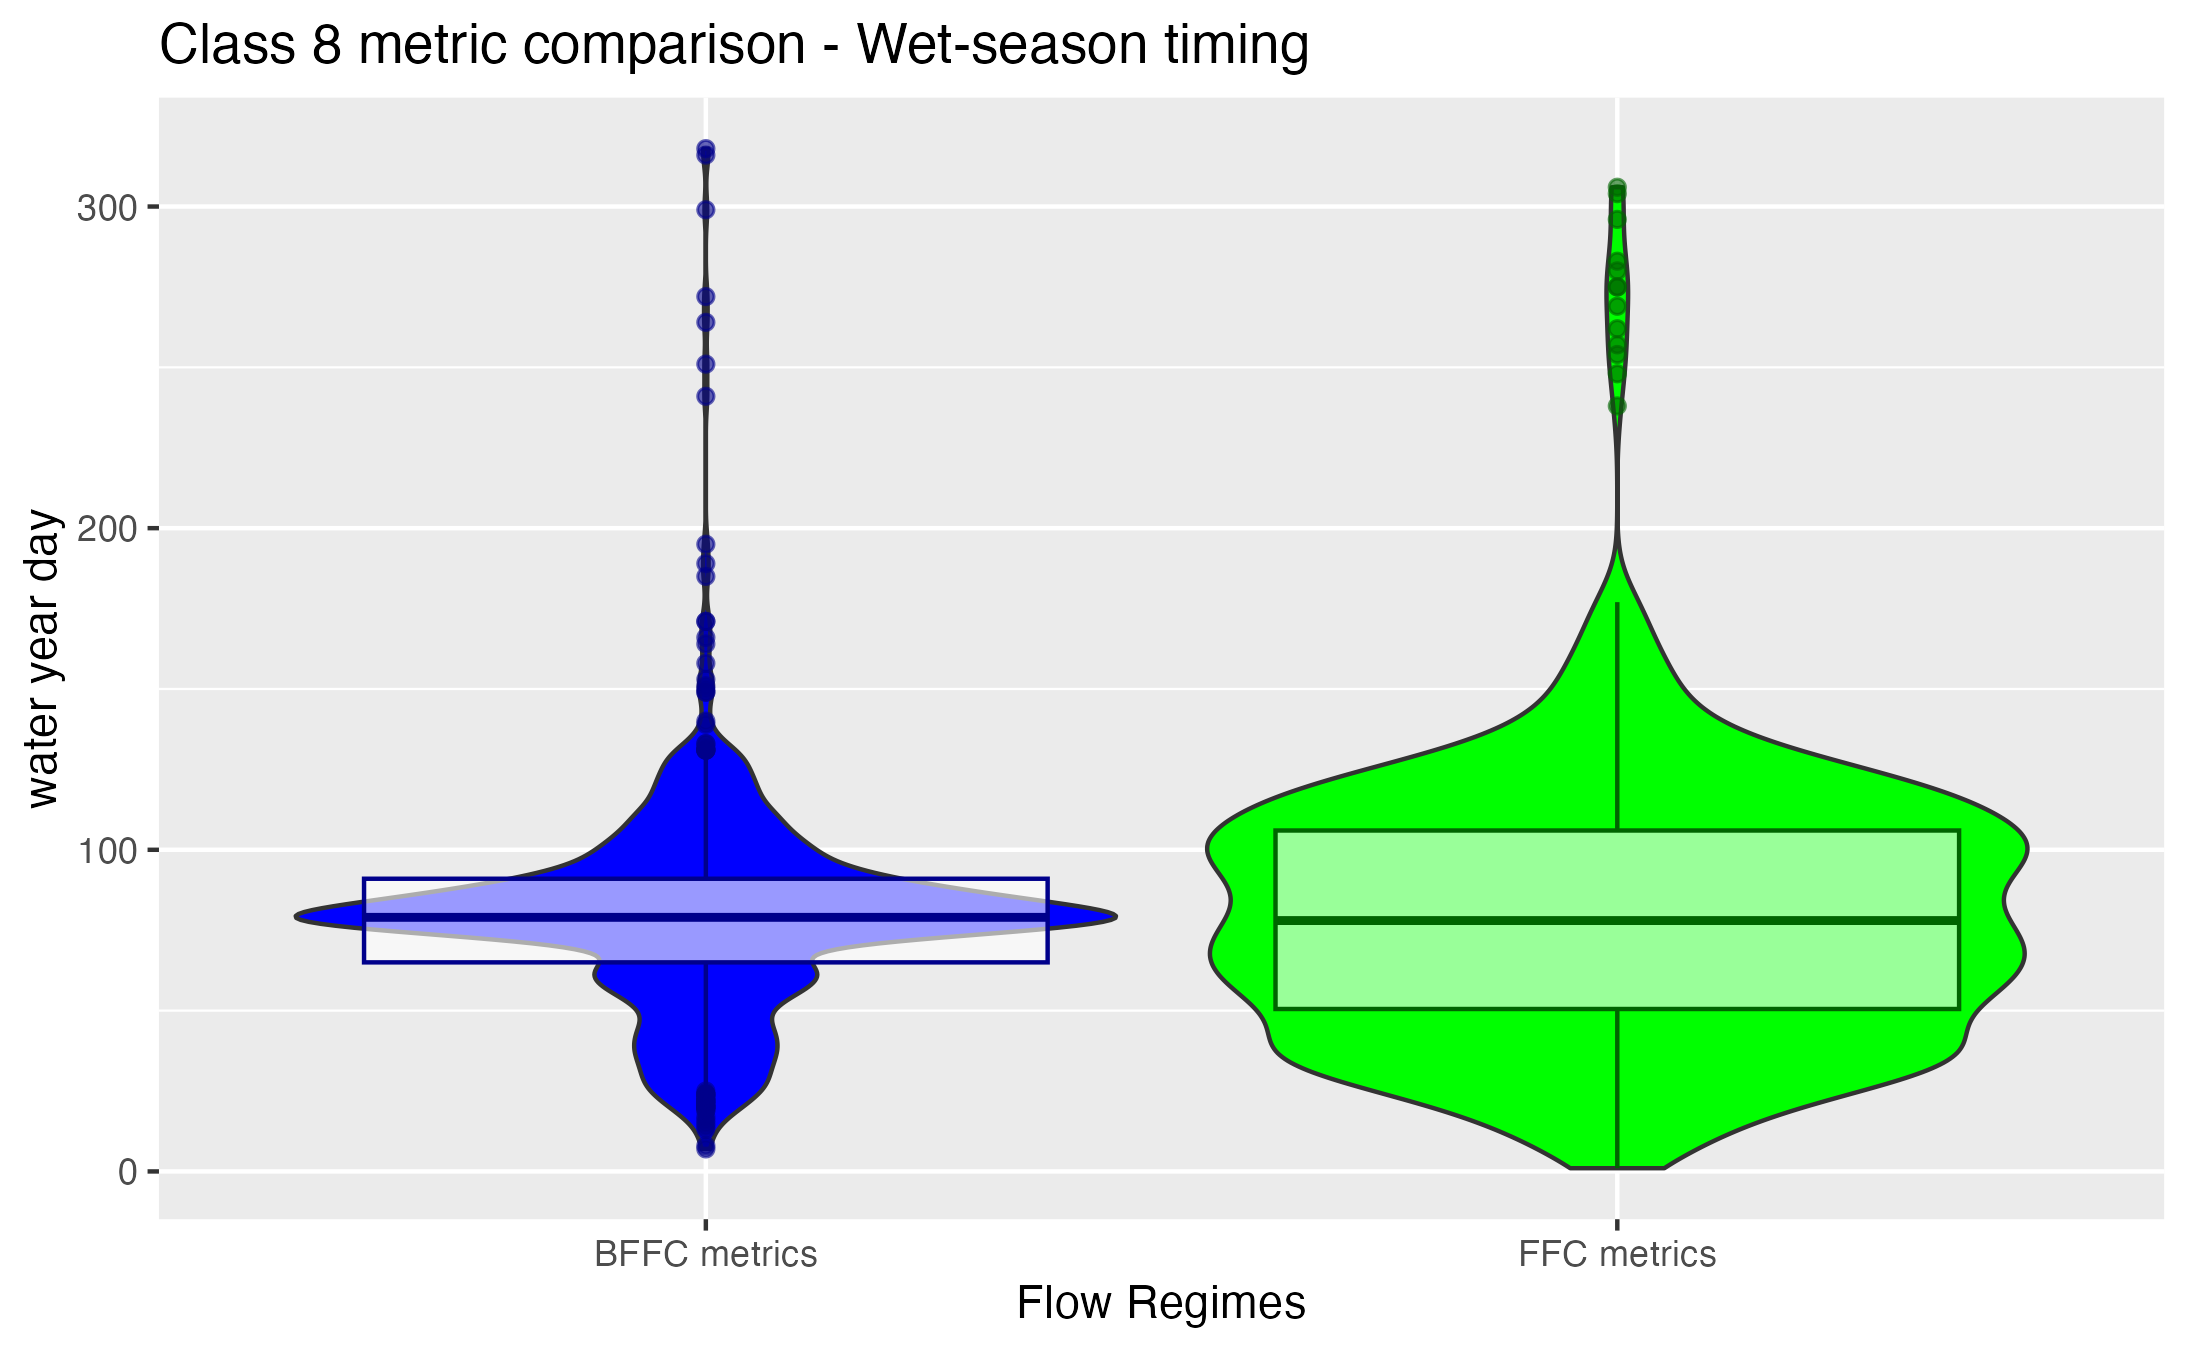 Class 8 metric comparison - Wet-season timing
water year day
300
200
100
0
BFFC metrics
FFC metrics
Flow Regimes